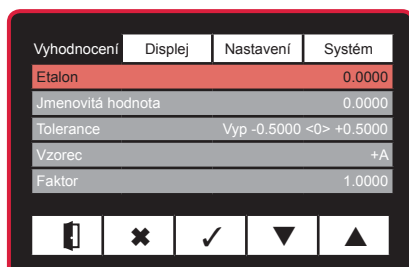 Vyhodnocení Displej Nastavení Systém
Etalon 0.0000
Jmenovitá hodnota 0.0000
Tolerance Vyp -0.5000 <0> +0.5000
Vzorec +A
Faktor 1.0000